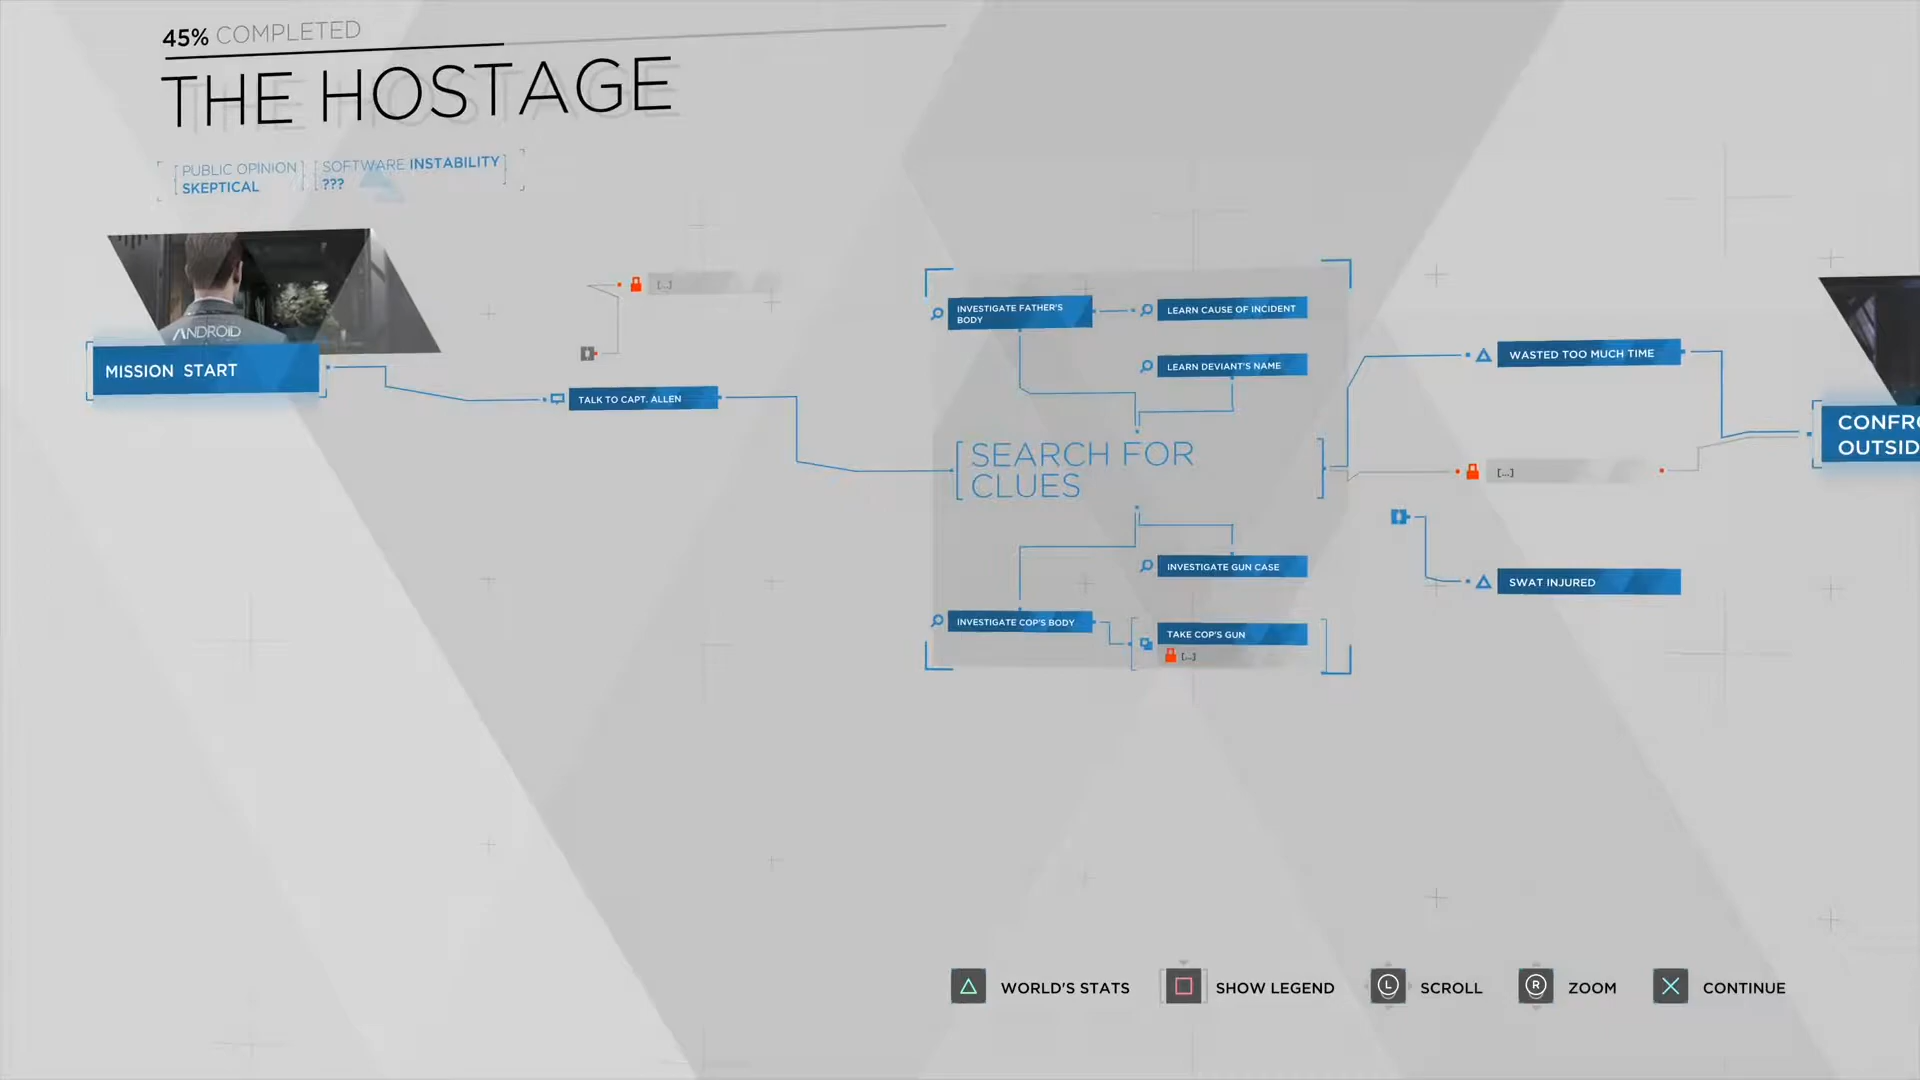 45% COMPLETED
THE HOSTAGE
PUBLIC OPINION
SKEPTICAL
SOFTWARE INSTABILITY
???
ANDROID
MISSION START
[...]
TALK TO CAPT. ALLEN
INVESTIGATE FATHER'S
BODY
LEARN CAUSE OF INCIDENT
LEARN DEVIANT'S NAME
SEARCH FOR
CLUES
INVESTIGATE GUN CASE
INVESTIGATE COP'S BODY
TAKE COP'S GUN
[...]
WASTED TOO MUCH TIME
[...]
SWAT INJURED
CONFR
OUTSID
WORLD'S STATS
SHOW LEGEND
L
SCROLL
R
ZOOM
CONTINUE